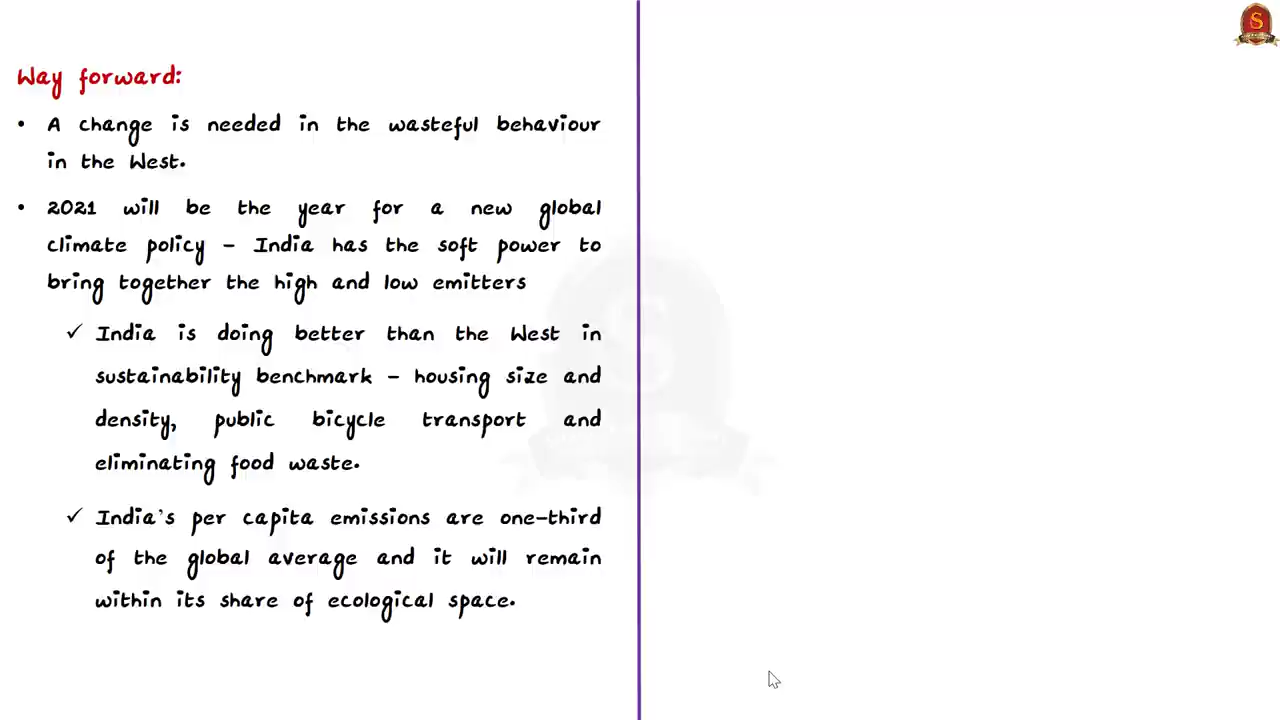 Way forward:
• A change is needed in the wasteful behaviour
in the West.
• 2021 will be the year for a new global
climate policy – India has the soft power to
bring together the high and low emitters
✓ India is doing better than the West in
sustainability benchmark – housing size and
density, public bicycle transport and
eliminating food waste.
✓ India's per capita emissions are one-third
of the global average and it will remain
within its share of ecological space.
S